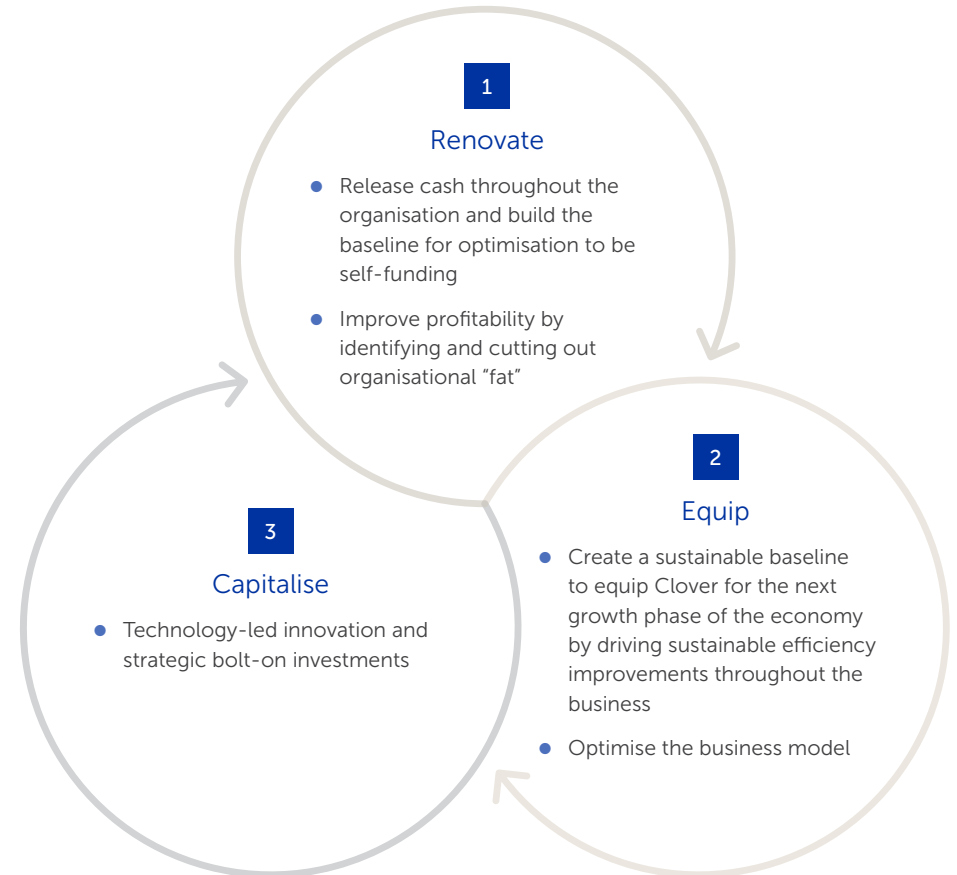 1
Renovate
● Release cash throughout the
organisation and build the
baseline for optimisation to be
self-funding
● Improve profitability by
identifying and cutting out
organisational “fat”
2
Equip
● Create a sustainable baseline
to equip Clover for the next
growth phase of the economy
by driving sustainable efficiency
improvements throughout the
business
● Optimise the business model
3
Capitalise
● Technology-led innovation and
strategic bolt-on investments